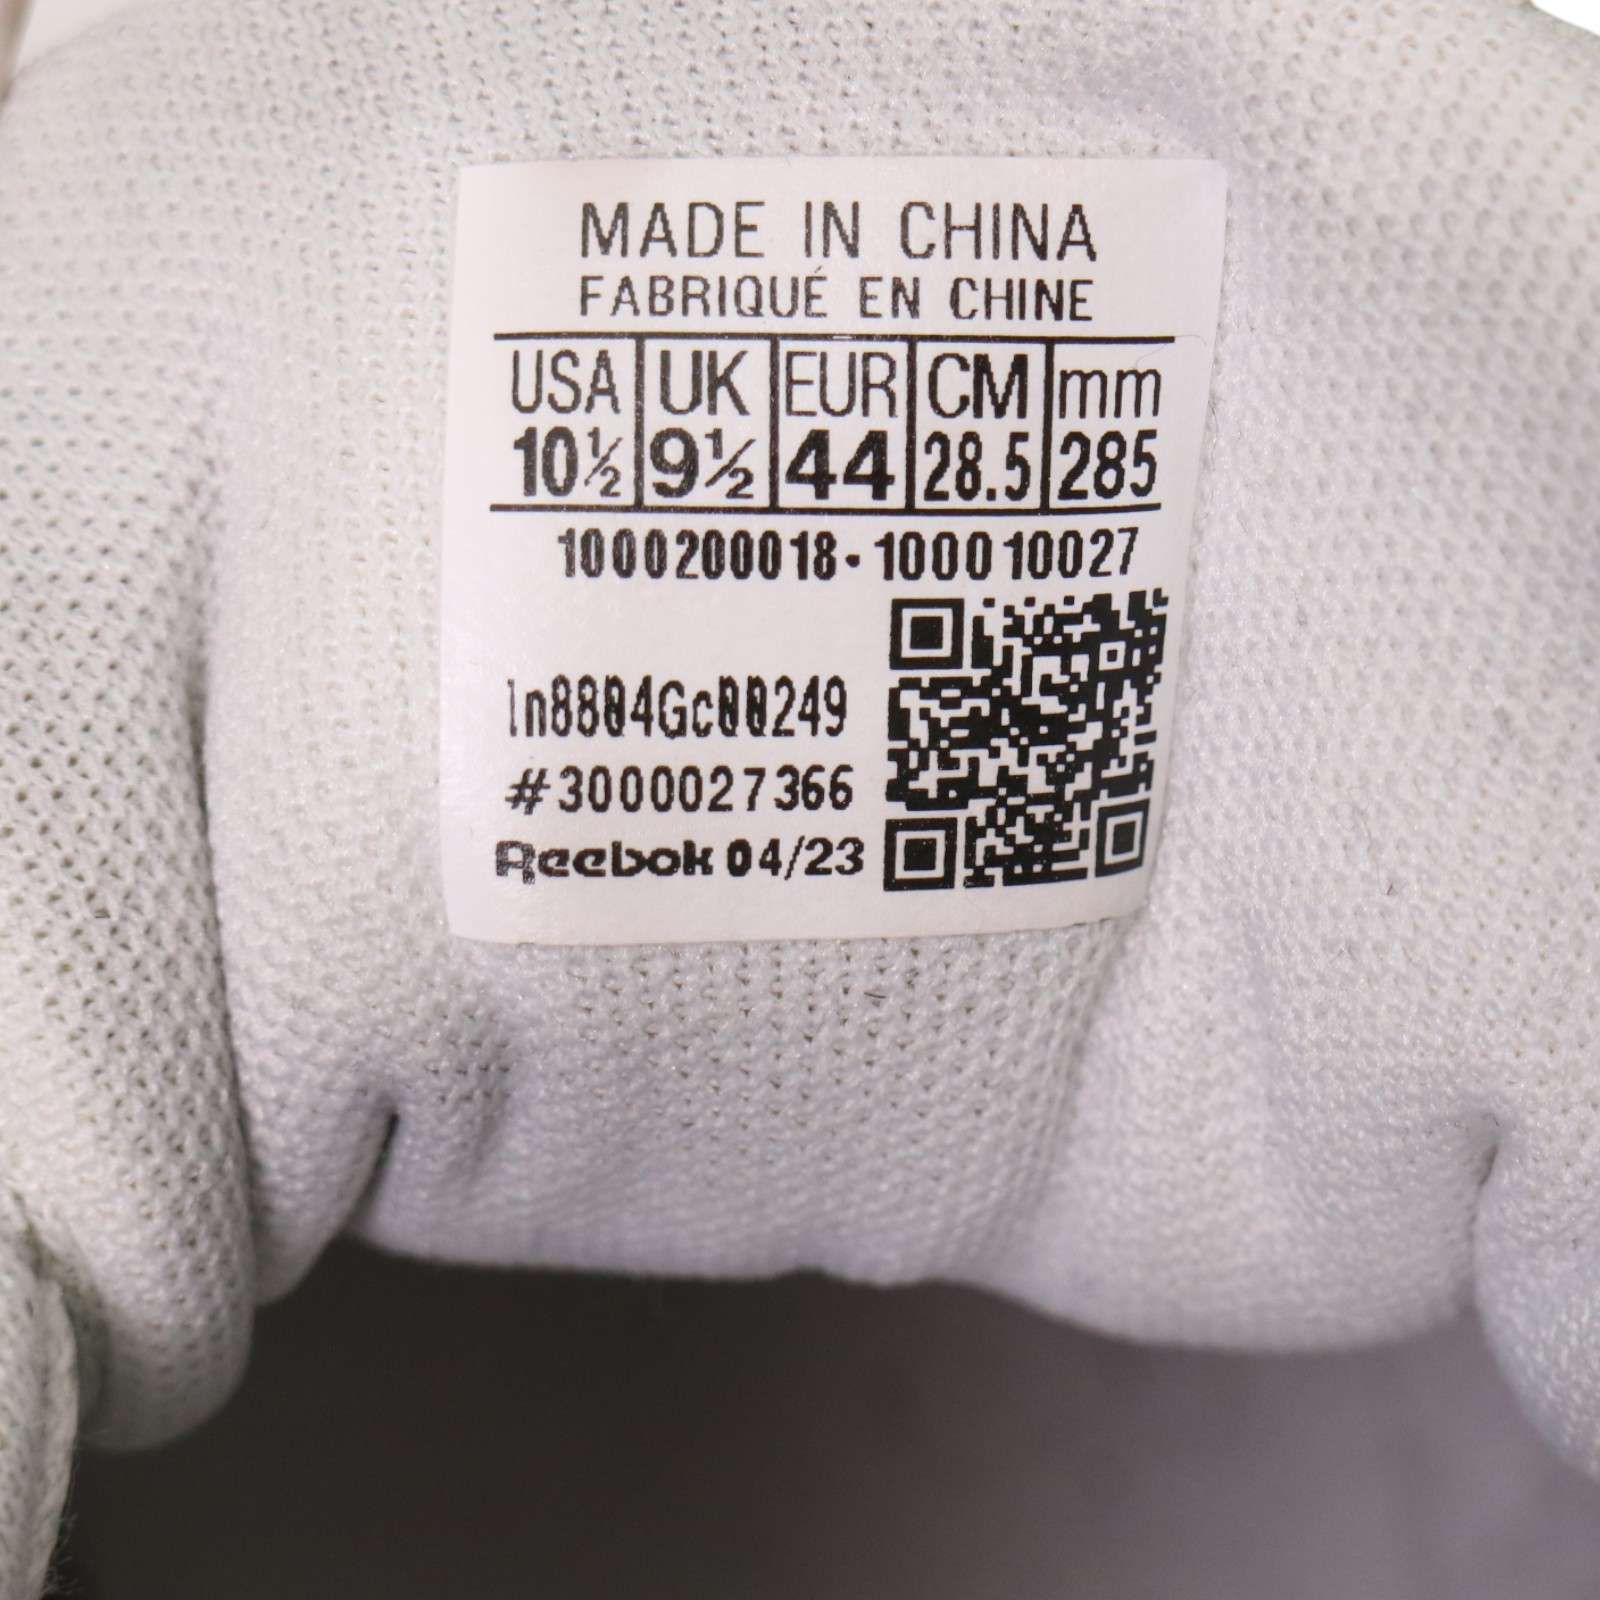 MADE IN CHINA
FABRIQUÉ EN CHINE
USA UK EUR CM mm
10½ 9½ 44 28.5 285
1000200018-100010027
ln8804Gc00249
#3000027366
Reebok 04/23